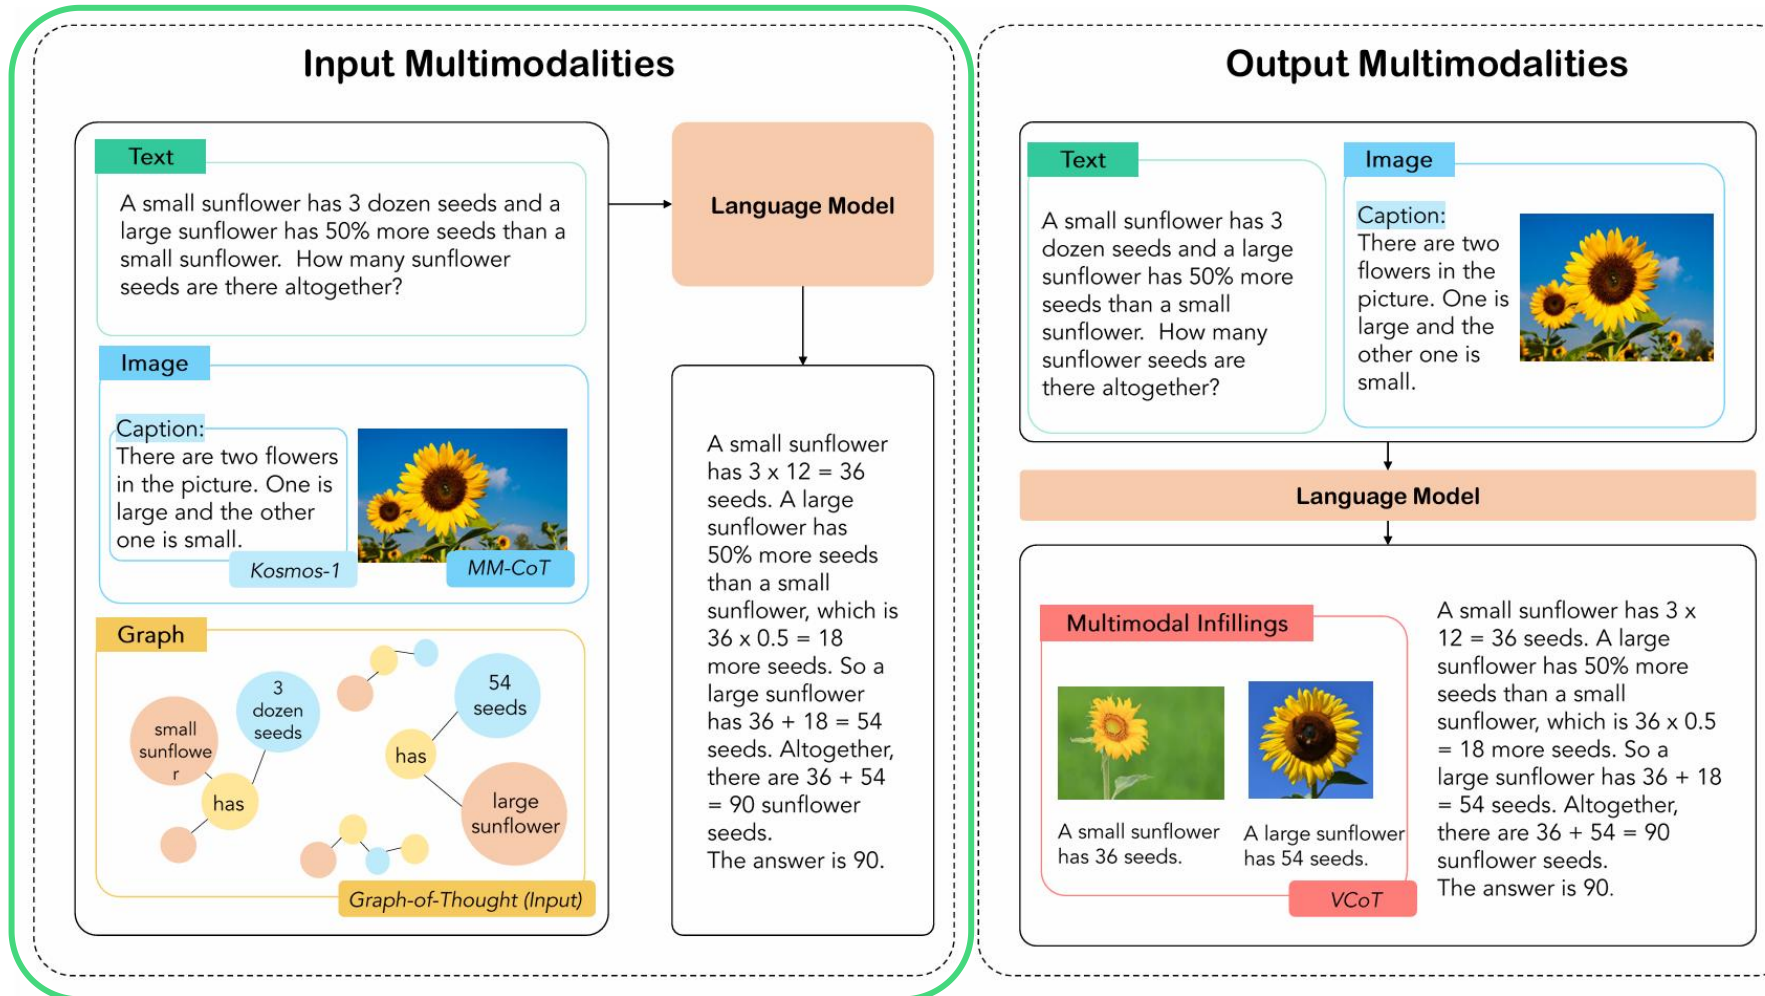 Input Multimodalities
Text
A small sunflower has 3 dozen seeds and a
large sunflower has 50% more seeds than a
small sunflower.  How many sunflower
seeds are there altogether?
Image
Caption:
There are two flowers
in the picture. One is
large and the other
one is small.
Kosmos-1
MM-CoT
Graph
small
sunflowe
r
3
dozen
seeds
has
54
seeds
has
large
sunflower
Graph-of-Thought (Input)
Language Model
A small sunflower
has 3 x 12 = 36
seeds. A large
sunflower has
50% more seeds
than a small
sunflower, which is
36 x 0.5 = 18
more seeds. So a
large sunflower
has 36 + 18 = 54
seeds. Altogether,
there are 36 + 54
= 90 sunflower
seeds.
The answer is 90.
Output Multimodalities
Text
A small sunflower has 3
dozen seeds and a large
sunflower has 50% more
seeds than a small
sunflower.  How many
sunflower seeds are
there altogether?
Image
Caption:
There are two
flowers in the
picture. One is
large and the
other one is
small.
Language Model
Multimodal Infillings
A small sunflower
has 36 seeds.
A large sunflower
has 54 seeds.
VCoT
A small sunflower has 3 x
12 = 36 seeds. A large
sunflower has 50% more
seeds than a small
sunflower, which is 36 x 0.5
= 18 more seeds. So a
large sunflower has 36 + 18
= 54 seeds. Altogether,
there are 36 + 54 = 90
sunflower seeds.
The answer is 90.